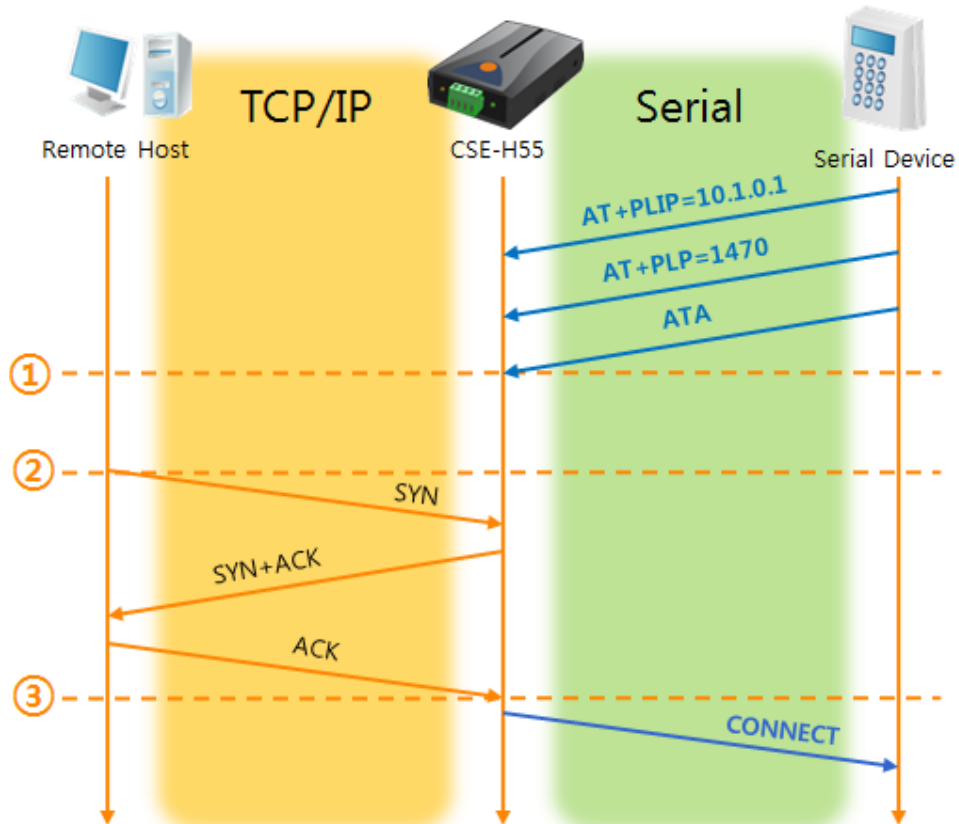 TCP/IP
Serial
Remote Host
CSE-H55
Serial Device
AT+PLIP=10.1.0.1
AT+PLP=1470
ATA
①
②
SYN
SYN+ACK
ACK
③
CONNECT